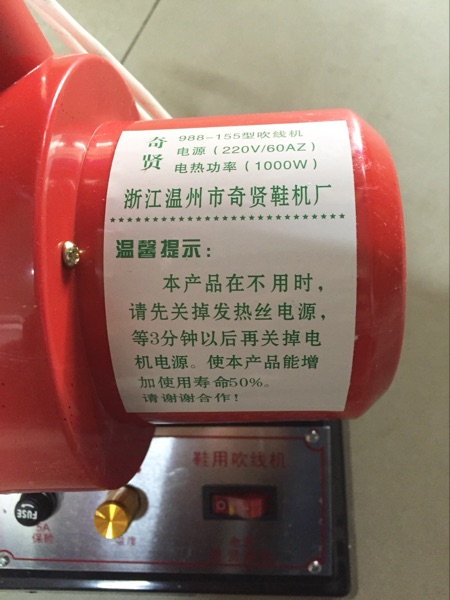 奇贤
988-155型吹线机
电源（220V/60AZ）
电热功率（1000W）
浙江温州市奇贤鞋机厂
温馨提示：
本产品在不用时，
请先关掉发热丝电源，
等3分钟以后再关掉电
机电源。使本产品能增
加使用寿命50%。
请谢谢合作！
鞋用吹线机
FUSE
5A
保险